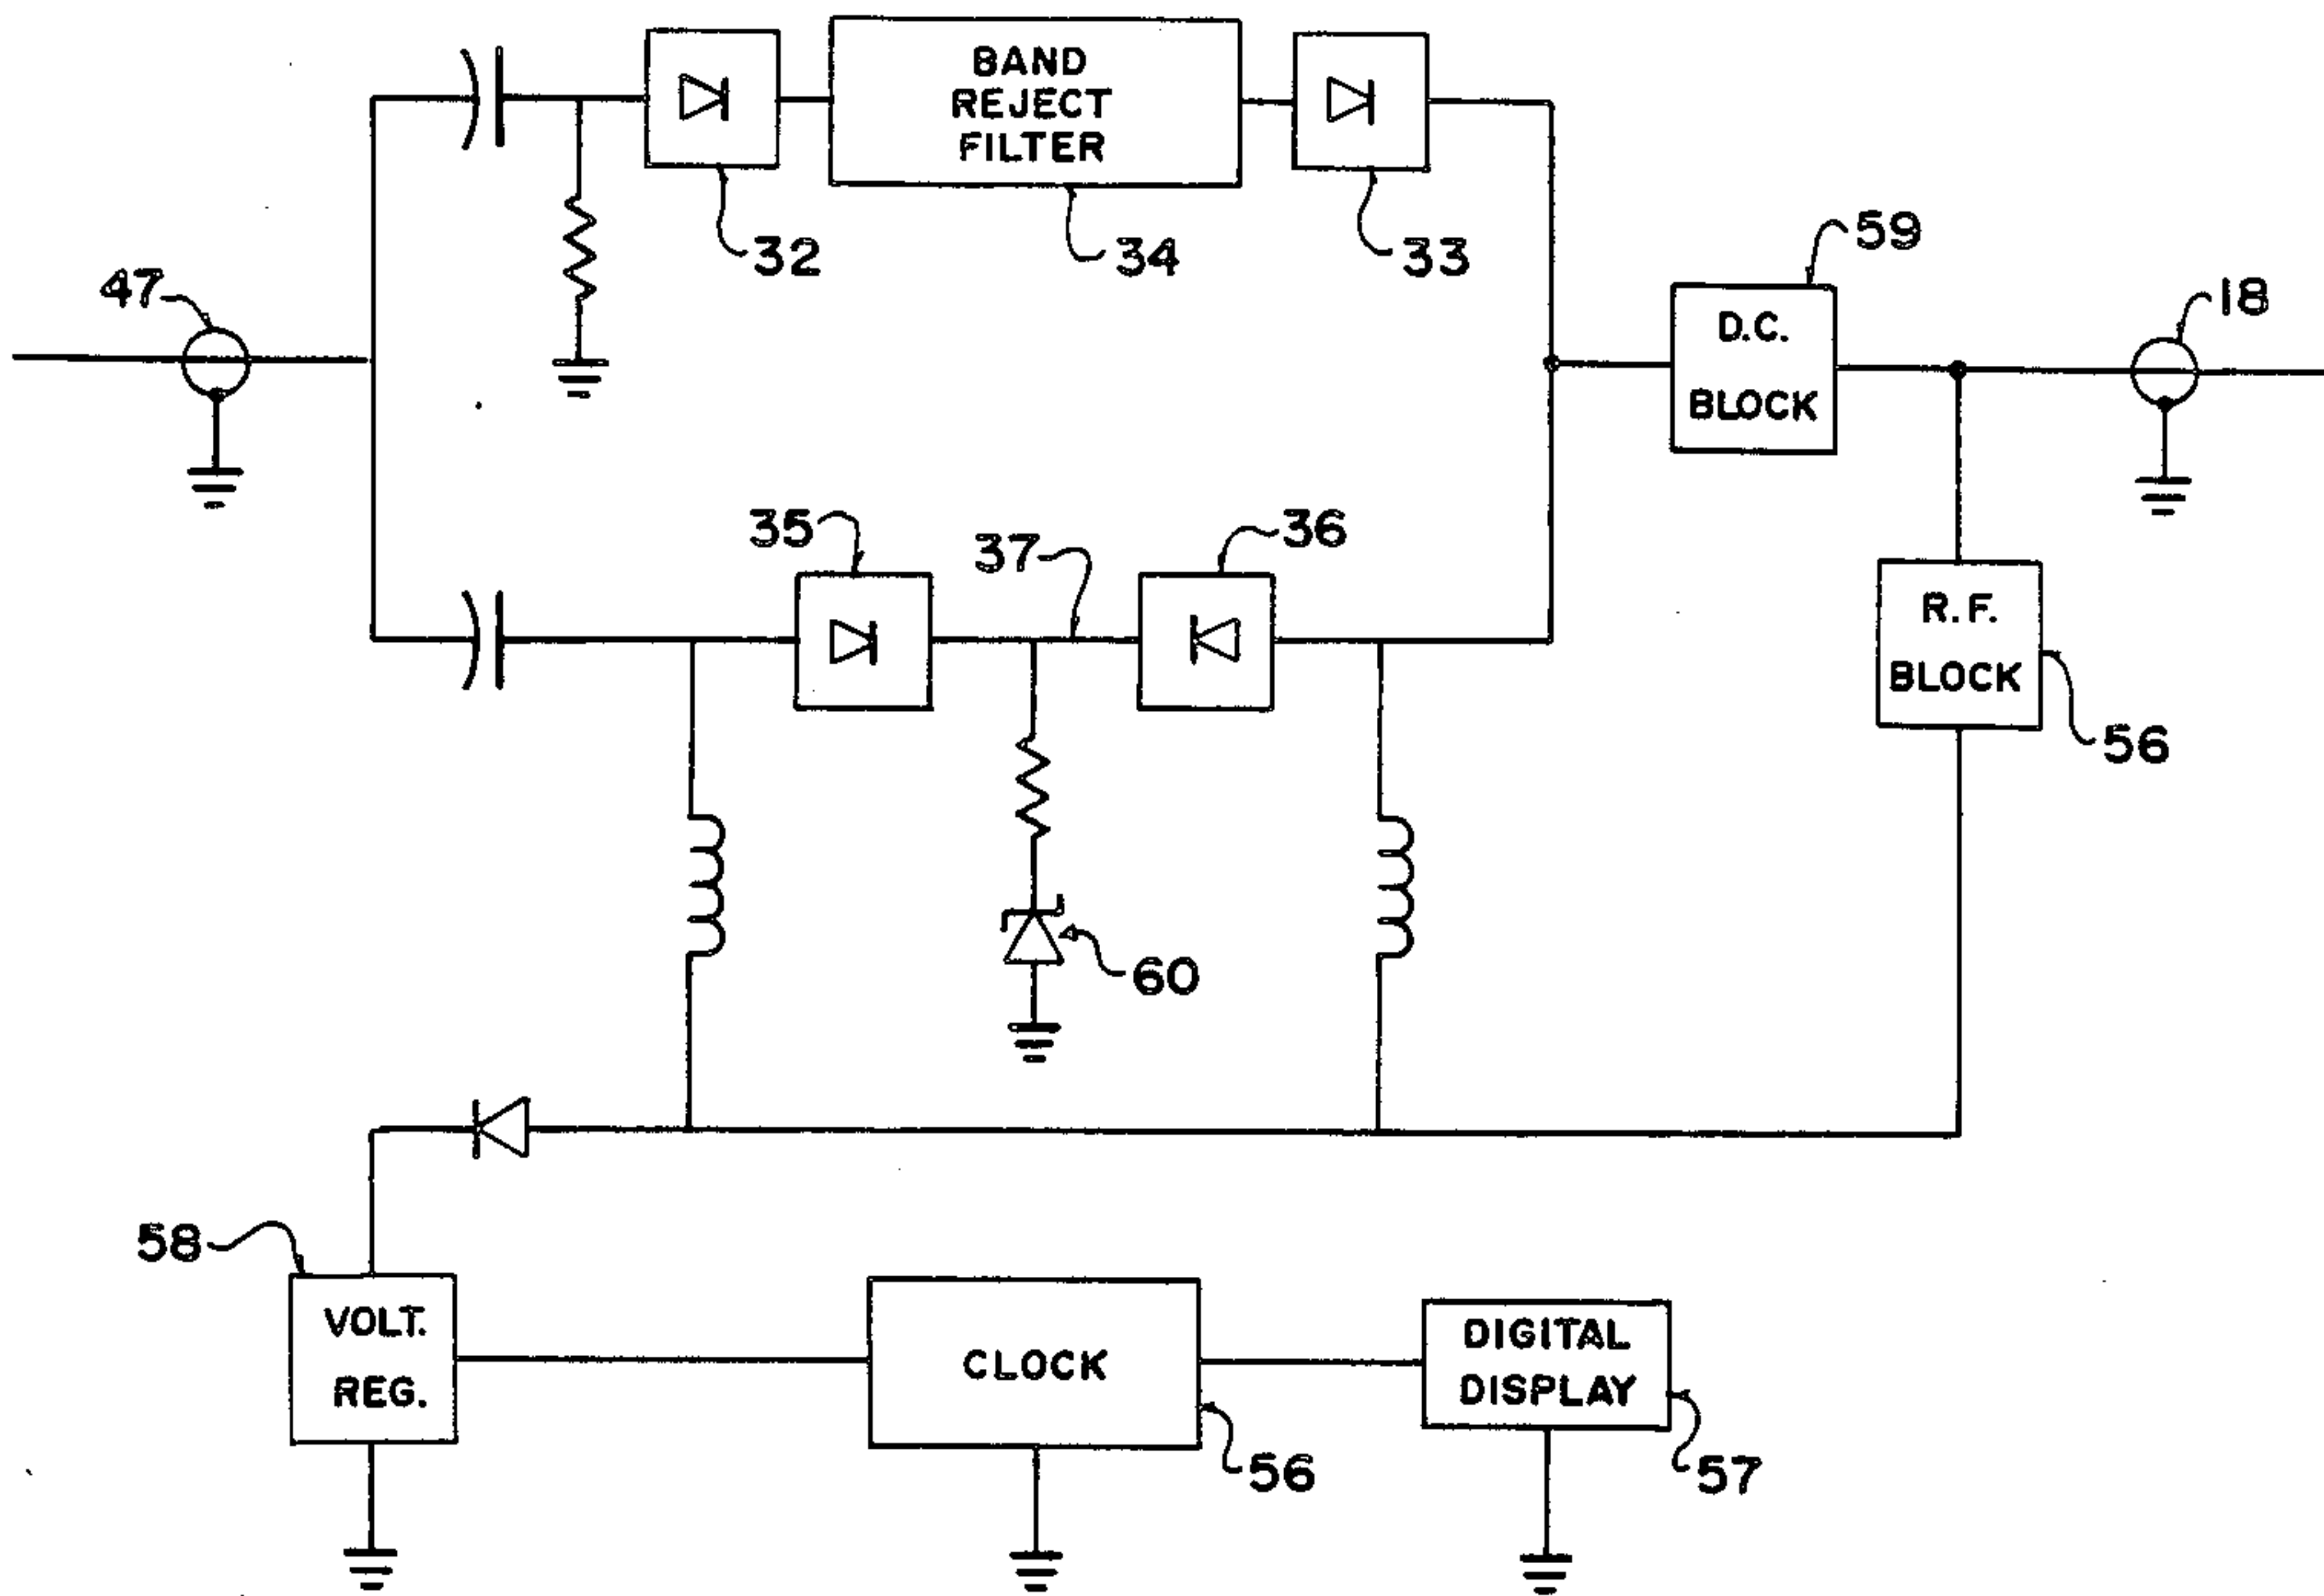 BAND
REJECT
FILTER
32
34
33
59
47
18
D.C.
BLOCK
35
37
36
R.F.
BLOCK
56
60
58
VOLT.
REG.
CLOCK
DIGITAL
DISPLAY
56
57